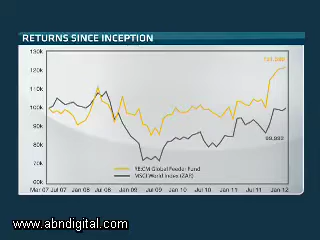 RETURNS SINCE INCEPTION
130k
120k
110k
100k
90k
80k
70k
60k
Mar 07 Jul 07 Jan 08 Jul 08 Jan 09 Jul 09 Jan 10 Jul 10 Jan 11 Jul 11 Jan 12
RE:CM Global Feeder Fund
MSCI World Index (ZAR)
www.abndigital.com